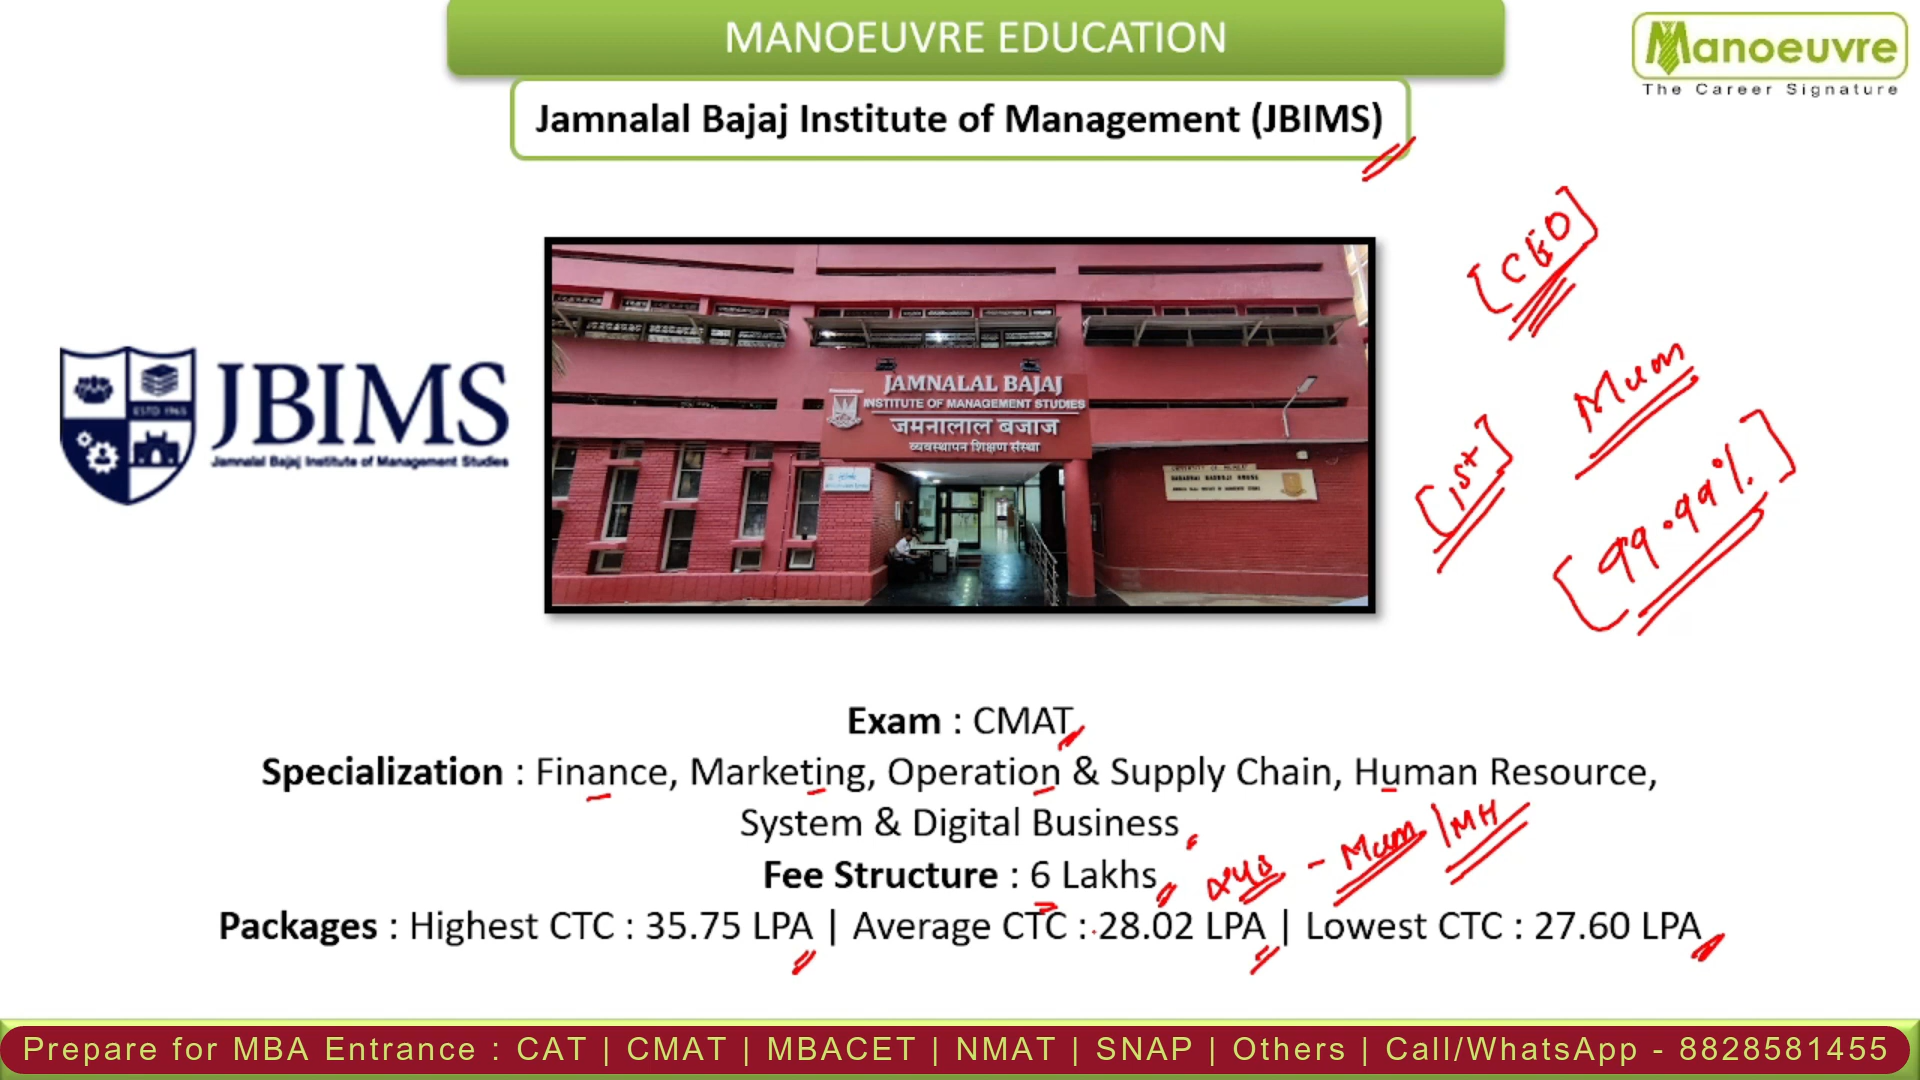 MANOEUVRE EDUCATION
Manoeuvre
The Career Signature
Jamnalal Bajaj Institute of Management (JBIMS)
[CEO]
Mum
[1st]
[99.99%]
ESTD 1965
JBIMS
Jamnalal Bajaj Institute of Management Studies
JAMNALAL BAJAJ
INSTITUTE OF MANAGEMENT STUDIES
जमनालाल बजाज
व्यवस्थापन शिक्षण संस्था
Exam : CMAT
Specialization : Finance, Marketing, Operation & Supply Chain, Human Resource,
System & Digital Business
Fee Structure : 6 Lakhs
- Mum / MH
Packages : Highest CTC : 35.75 LPA | Average CTC : 28.02 LPA | Lowest CTC : 27.60 LPA
Prepare for MBA Entrance : CAT | CMAT | MBACET | NMAT | SNAP | Others | Call/WhatsApp - 8828581455